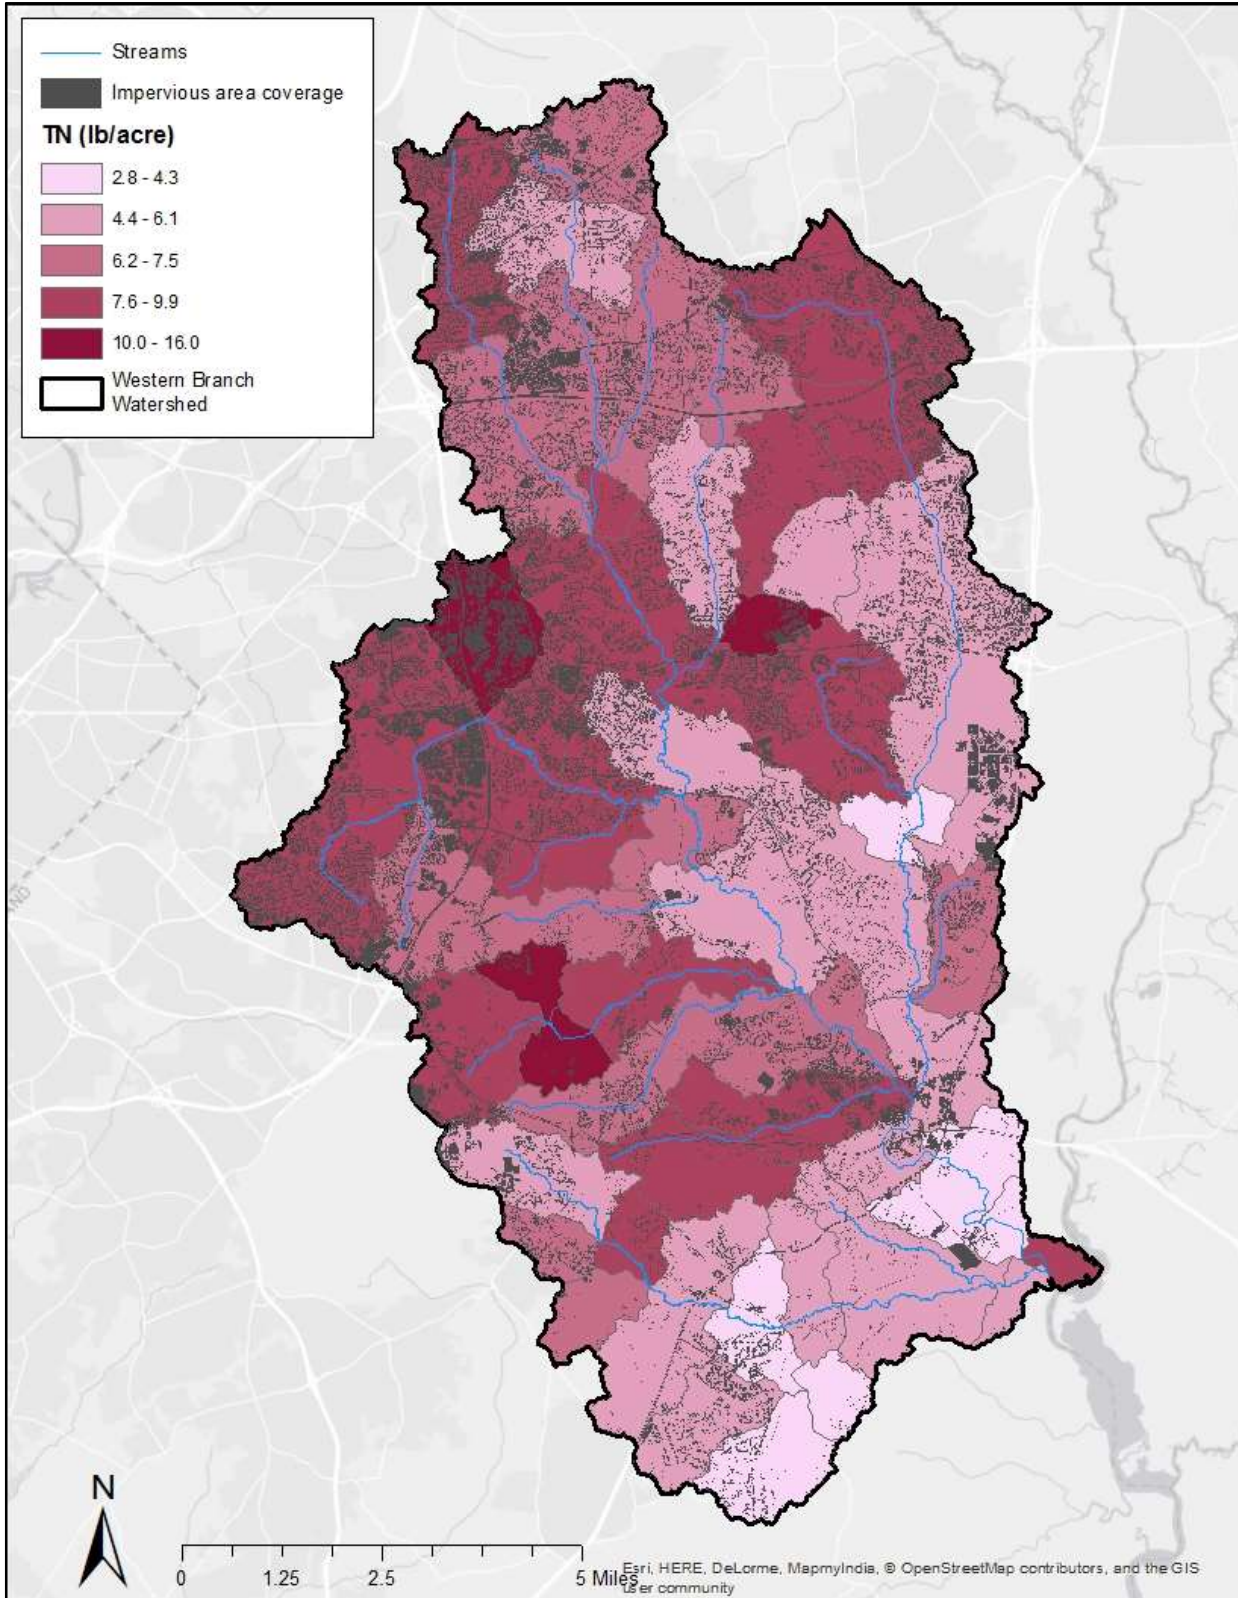 Streams
Impervious area coverage
TN (lb/acre)
2.8 - 4.3
4.4 - 6.1
6.2 - 7.5
7.6 - 9.9
10.0 - 16.0
Western Branch
Watershed
AND
N
0 1.25 2.5 5 Miles
Esri, HERE, DeLorme, MapmyIndia, © OpenStreetMap contributors, and the GIS
user community